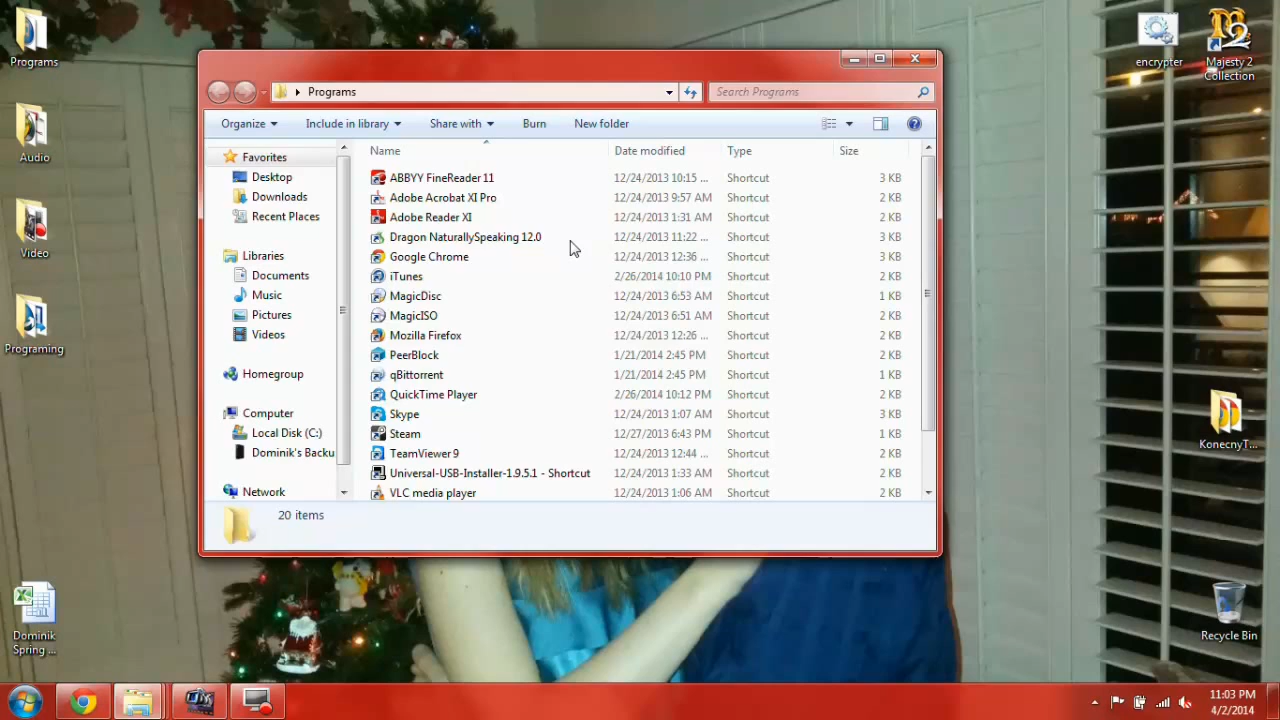 Programs
Audio
Video
Programing
Dominik
Spring ...
encrypter
Majesty 2
Collection
KonecnyT...
Recycle Bin
Programs
Search Programs
Organize Include in library Share with Burn New folder
Favorites
Desktop
Downloads
Recent Places
Libraries
Documents
Music
Pictures
Videos
Homegroup
Computer
Local Disk (C:)
Dominik's Backu
Network
Name Date modified Type Size
ABBYY FineReader 11 12/24/2013 10:15 ... Shortcut 3 KB
Adobe Acrobat XI Pro 12/24/2013 9:57 AM Shortcut 2 KB
Adobe Reader XI 12/24/2013 1:31 AM Shortcut 2 KB
Dragon NaturallySpeaking 12.0 12/24/2013 11:22 ... Shortcut 3 KB
Google Chrome 12/24/2013 12:36 ... Shortcut 3 KB
iTunes 2/26/2014 10:10 PM Shortcut 2 KB
MagicDisc 12/24/2013 6:53 AM Shortcut 1 KB
MagicISO 12/24/2013 6:51 AM Shortcut 2 KB
Mozilla Firefox 12/24/2013 12:26 ... Shortcut 2 KB
PeerBlock 1/21/2014 2:45 PM Shortcut 2 KB
qBittorrent 1/21/2014 2:45 PM Shortcut 1 KB
QuickTime Player 2/26/2014 10:12 PM Shortcut 2 KB
Skype 12/24/2013 1:07 AM Shortcut 3 KB
Steam 12/27/2013 6:43 PM Shortcut 1 KB
TeamViewer 9 12/24/2013 12:44 ... Shortcut 2 KB
Universal-USB-Installer-1.9.5.1 - Shortcut 12/24/2013 1:33 AM Shortcut 2 KB
VLC media player 12/24/2013 1:06 AM Shortcut 2 KB
20 items
11:03 PM
4/2/2014